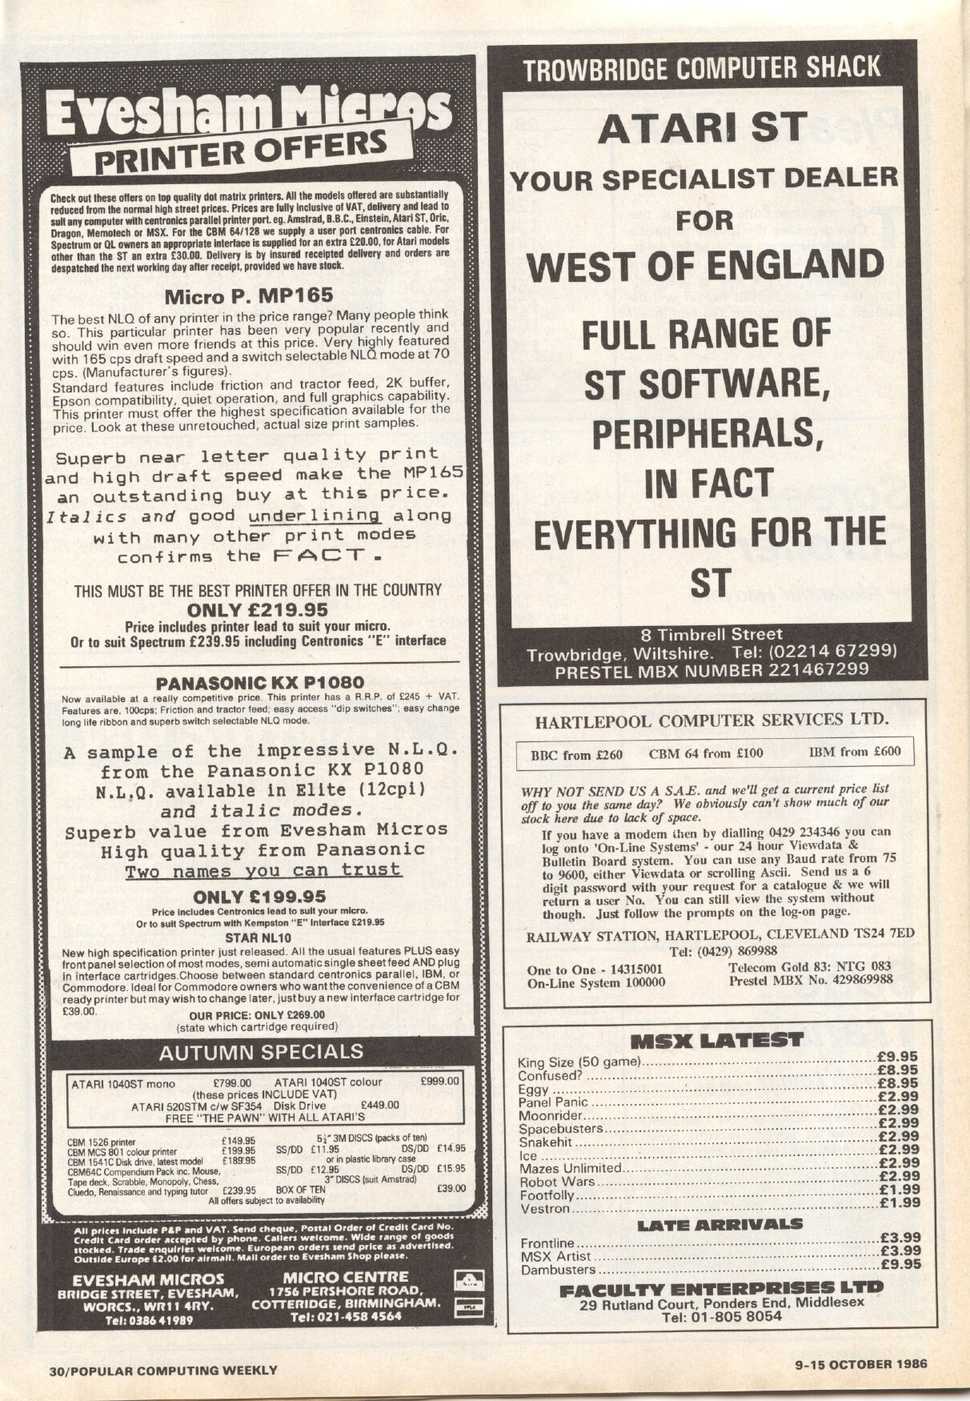 Evesham Micros
PRINTER OFFERS
Check out these offers on top quality dot matrix printers. All the models offered are substantially
reduced from the normal high street prices. Prices are fully inclusive of VAT, delivery and lead to
suit any computer with centronics parallel printer port. eg. Amstrad, B.B.C., Einstein, Atari ST, Oric,
Dragon, Memotech or MSX. For the CBM 64/128 we supply a user port centronics cable. For
Spectrum or QL owners an appropriate interface is supplied for an extra £20.00, for Atari models
other than the ST an extra £30.00. Delivery is by insured receipted delivery and orders are
despatched the next working day after receipt, provided we have stock.
Micro P. MP165
The best NLQ of any printer in the price range? Many people think
so. This particular printer has been very popular recently and
should win even more friends at this price. Very highly featured
with 165 cps draft speed and a switch selectable NLQ mode at 70
cps. (Manufacturer's figures).
Standard features include friction and tractor feed, 2K buffer,
Epson compatibility, quiet operation, and full graphics capability.
This printer must offer the highest specification available for the
price. Look at these unretouched, actual size print samples.
Superb near letter quality print
and high draft speed make the MP165
an outstanding buy at this price.
Italics and good underlining along
with many other print modes
confirms the FACT.
THIS MUST BE THE BEST PRINTER OFFER IN THE COUNTRY
ONLY £219.95
Price includes printer lead to suit your micro.
Or to suit Spectrum £239.95 including Centronics "E" interface
PANASONIC KX P1080
Now available at a really competitive price. This printer has a R.R.P. of £245 + VAT.
Features are, 100cps; Friction and tractor feed; easy access "dip switches"; easy change
long life ribbon and superb switch selectable NLQ mode.
A sample of the impressive N.L.Q.
from the Panasonic KX P1080
N.L.Q. available in Elite (12cpi)
and italic modes.
Superb value from Evesham Micros
High quality from Panasonic
Two names you can trust
ONLY £199.95
Price includes Centronics lead to suit your micro.
Or to suit Spectrum with Kempston "E" Interface £219.95
STAR NL10
New high specification printer just released. All the usual features PLUS easy
front panel selection of most modes, semi automatic single sheet feed AND plug
in interface cartridges. Choose between standard centronics parallel, IBM, or
Commodore. Ideal for Commodore owners who want the convenience of a CBM
ready printer but may wish to change later, just buy a new interface cartridge for
£39.00.
OUR PRICE: ONLY £269.00
(state which cartridge required)
AUTUMN SPECIALS
ATARI 1040ST mono £799.00 ATARI 1040ST colour £999.00
(these prices INCLUDE VAT)
ATARI 520STM c/w SF354 Disk Drive £449.00
FREE "THE PAWN" WITH ALL ATARI'S
CBM 1526 printer £149.95
CBM MCS 801 colour printer £199.95
CBM 1541C Disk drive, latest model £189.95
CBM64C Compendium Pack inc. Mouse,
Tape deck, Scrabble, Monopoly, Chess,
Cluedo, Renaissance and typing tutor £239.95
5¼" 3M DISCS (packs of ten)
SS/DD £11.95 DS/DD £14.95
or in plastic library case
SS/DD £12.95 DS/DD £15.95
3" DISCS (suit Amstrad)
BOX OF TEN £39.00
All offers subject to availability
All prices include P&P and VAT. Send cheque, Postal Order of Credit Card No.
Credit Card order accepted by phone. Callers welcome. Wide range of goods
stocked. Trade enquiries welcome. European orders send price as advertised.
Outside Europe £2.00 for airmail. Mail order to Evesham Shop please.
EVESHAM MICROS
BRIDGE STREET, EVESHAM,
WORCS., WR11 4RY.
Tel: 0386 41989
MICRO CENTRE
1756 PERSHORE ROAD,
COTTERIDGE, BIRMINGHAM.
Tel: 021-458 4564
TROWBRIDGE COMPUTER SHACK
ATARI ST
YOUR SPECIALIST DEALER
FOR
WEST OF ENGLAND
FULL RANGE OF
ST SOFTWARE,
PERIPHERALS,
IN FACT
EVERYTHING FOR THE
ST
8 Timbrell Street
Trowbridge, Wiltshire. Tel: (02214 67299)
PRESTEL MBX NUMBER 221467299
HARTLEPOOL COMPUTER SERVICES LTD.
BBC from £260 CBM 64 from £100 IBM from £600
WHY NOT SEND US A S.A.E. and we'll get a current price list
off to you the same day? We obviously can't show much of our
stock here due to lack of space.
If you have a modem then by dialling 0429 234346 you can
log onto 'On-Line Systems' - our 24 hour Viewdata &
Bulletin Board system. You can use any Baud rate from 75
to 9600, either Viewdata or scrolling Ascii. Send us a 6
digit password with your request for a catalogue & we will
return a user No. You can still view the system without
though. Just follow the prompts on the log-on page.
RAILWAY STATION, HARTLEPOOL, CLEVELAND TS24 7ED
Tel: (0429) 869988
One to One - 14315001 Telecom Gold 83: NTG 083
On-Line System 100000 Prestel MBX No. 429869988
MSX LATEST
King Size (50 game)..........£9.95
Confused?..........£8.95
Eggy..........£8.95
Panel Panic..........£2.99
Moonrider..........£2.99
Spacebusters..........£2.99
Snakehit..........£2.99
Ice..........£2.99
Mazes Unlimited..........£2.99
Robot Wars..........£2.99
Footfolly..........£1.99
Vestron..........£1.99
LATE ARRIVALS
Frontline..........£3.99
MSX Artist..........£3.99
Dambusters..........£9.95
FACULTY ENTERPRISES LTD
29 Rutland Court, Ponders End, Middlesex
Tel: 01-805 8054
30/POPULAR COMPUTING WEEKLY
9-15 OCTOBER 1986